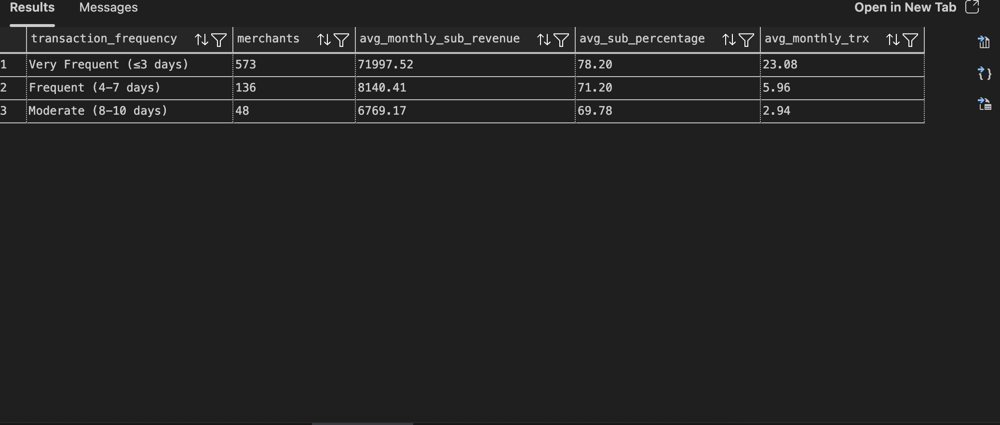 Results Messages Open in New Tab
transaction_frequency merchants avg_monthly_sub_revenue avg_sub_percentage avg_monthly_trx
1 Very Frequent (≤3 days) 573 71997.52 78.20 23.08
2 Frequent (4–7 days) 136 8140.41 71.20 5.96
3 Moderate (8–10 days) 48 6769.17 69.78 2.94